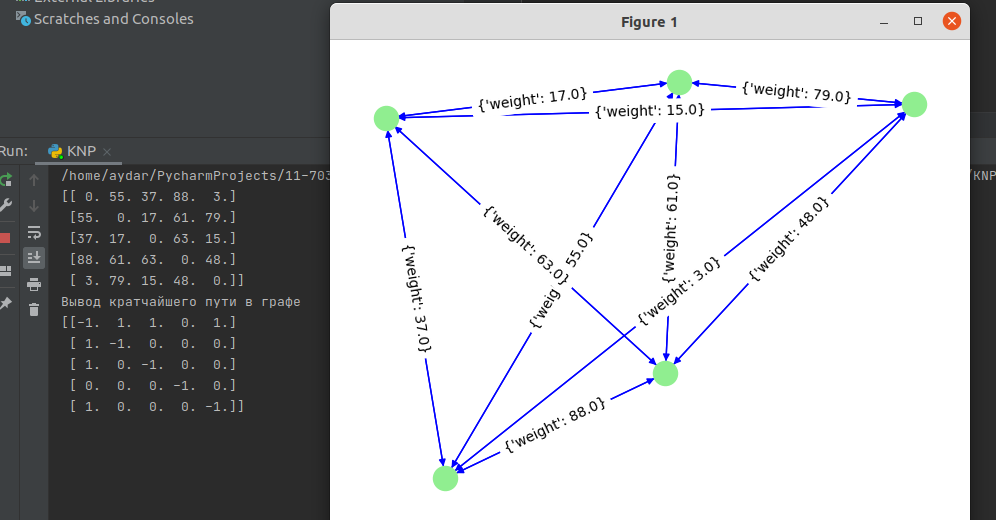 External Libraries
Scratches and Consoles
Run: KNP
/home/aydar/PycharmProjects/11-703
/KNP
[[ 0. 55. 37. 88.  3.]
[55.  0. 17. 61. 79.]
[37. 17.  0. 63. 15.]
[88. 61. 63.  0. 48.]
[ 3. 79. 15. 48.  0.]]
Вывод кратчайшего пути в графе
[[-1.  1.  1.  0.  1.]
[ 1. -1.  0.  0.  0.]
[ 1.  0. -1.  0.  0.]
[ 0.  0.  0. -1.  0.]
[ 1.  0.  0.  0. -1.]]
Figure 1
{'weight': 17.0}
{'weight': 79.0}
{'weight': 15.0}
{'weight': 61.0}
{'weight': 48.0}
{'weight': 63.0}
{'weig 55.0}
{'weight': 3.0}
{'weight': 37.0}
{'weight': 88.0}